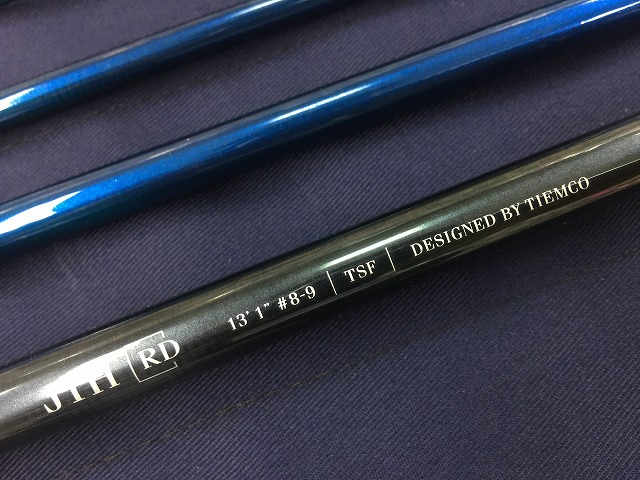 JTH RD 13' 1" #8-9 | TSF | DESIGNED BY TIEMCO